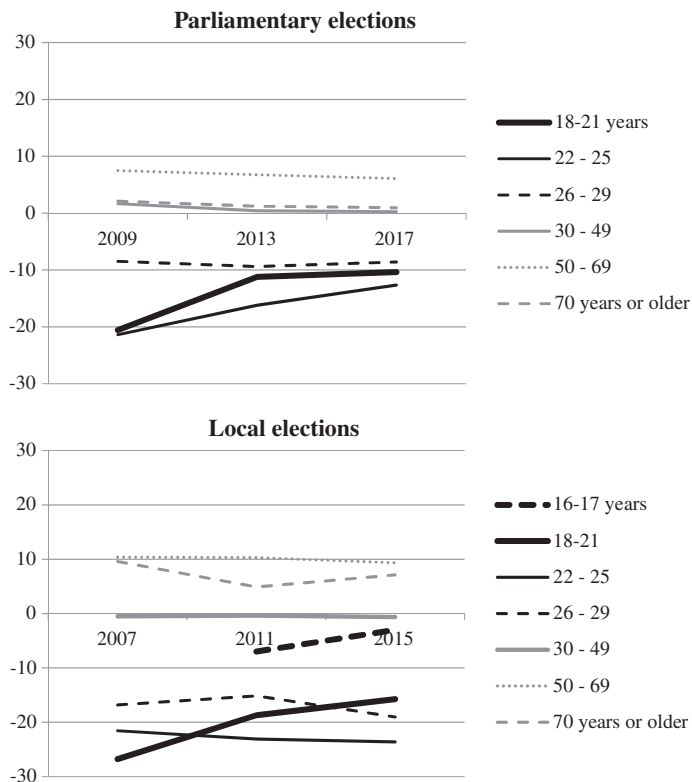 Parliamentary elections
30
20
10
0
-10
-20
-30
2009 2013 2017
18-21 years
22 - 25
26 - 29
30 - 49
50 - 69
70 years or older
Local elections
30
20
10
0
-10
-20
-30
2007 2011 2015
16-17 years
18-21
22 - 25
26 - 29
30 - 49
50 - 69
70 years or older